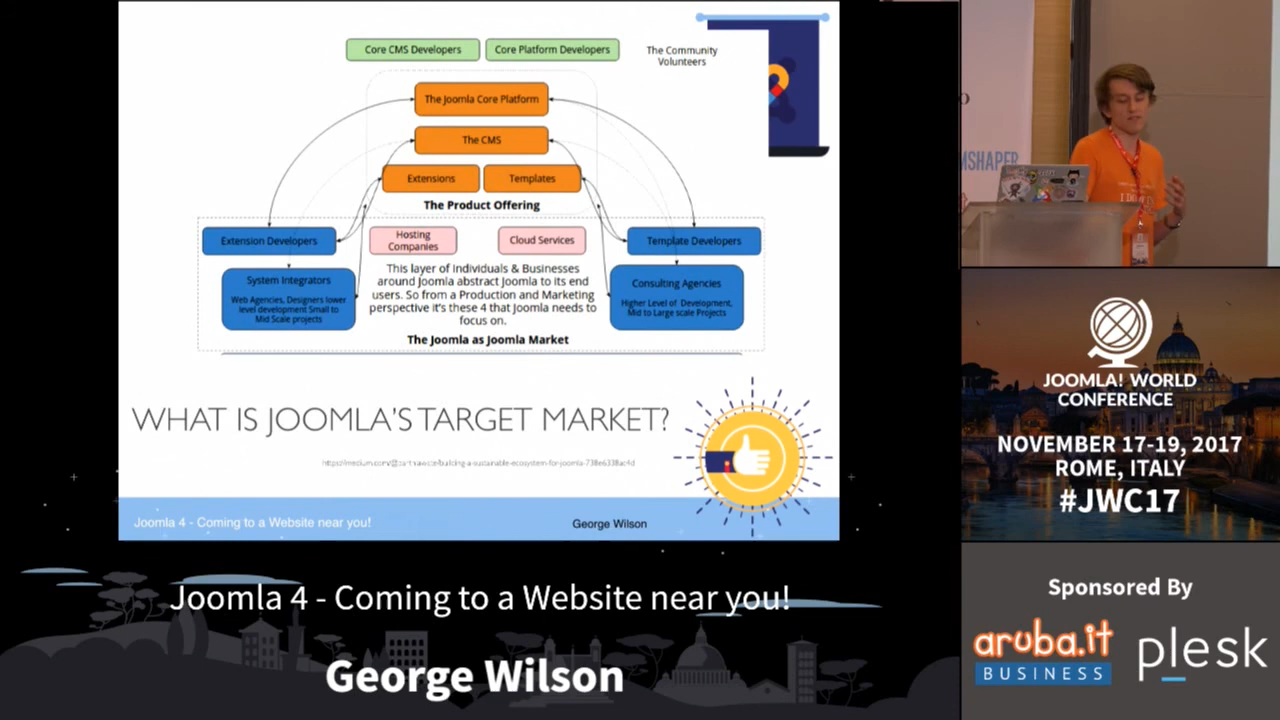 Core CMS Developers
Core Platform Developers
The Community
Volunteers
The Joomla Core Platform
The CMS
Extensions
Templates
The Product Offering
Extension Developers
Hosting
Companies
Cloud Services
Template Developers
System Integrators
Web Agencies, Designers lower
level development Small to
Mid Scale projects
This layer of Individuals & Businesses
around Joomla abstract Joomla to its end
users. So from a Production and Marketing
perspective it's these 4 that Joomla needs to
focus on.
Consulting Agencies
Higher Level of Development,
Mid to Large scale Projects
The Joomla as Joomla Market
WHAT IS JOOMLA'S TARGET MARKET?
Joomla 4 - Coming to a Website near you!
George Wilson
Joomla 4 - Coming to a Website near you!
George Wilson
JOOMLA! WORLD
CONFERENCE
NOVEMBER 17-19, 2017
ROME, ITALY
#JWC17
Sponsored By
aruba.it
BUSINESS
plesk